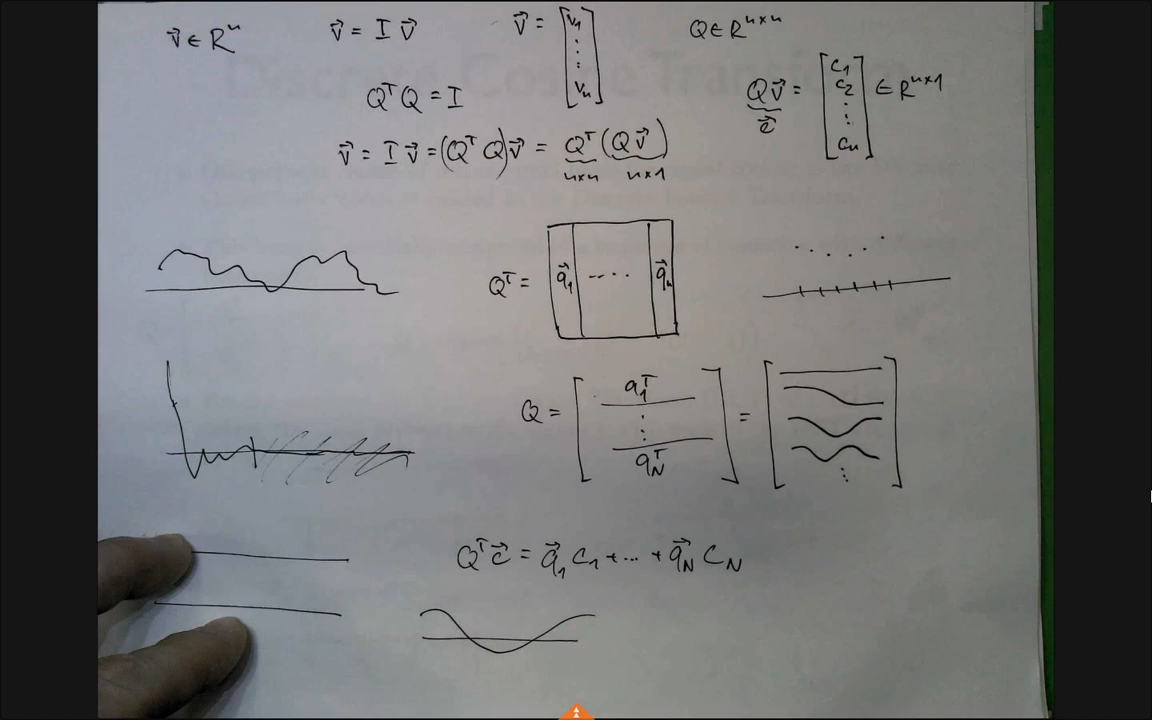 v⃗ ∈ Rⁿ   v⃗ = I v⃗   v⃗ = [v₁ ⋮ vₙ]   Q ∈ Rⁿˣⁿ
QᵀQ = I   Qv⃗ = [c₁ c₂ ⋮ cₙ] ∈ Rⁿˣ¹
c⃗
v⃗ = I v⃗ = (QᵀQ)v⃗ = Qᵀ(Qv⃗)
n×n   n×1
Qᵀ = [q⃗₁ ⋯ q⃗ₙ]
Q = [q₁ᵀ ⋮ q_Nᵀ] = [ ⋮ ]
Qᵀc⃗ = q⃗₁c₁ + ⋯ + q⃗_N c_N